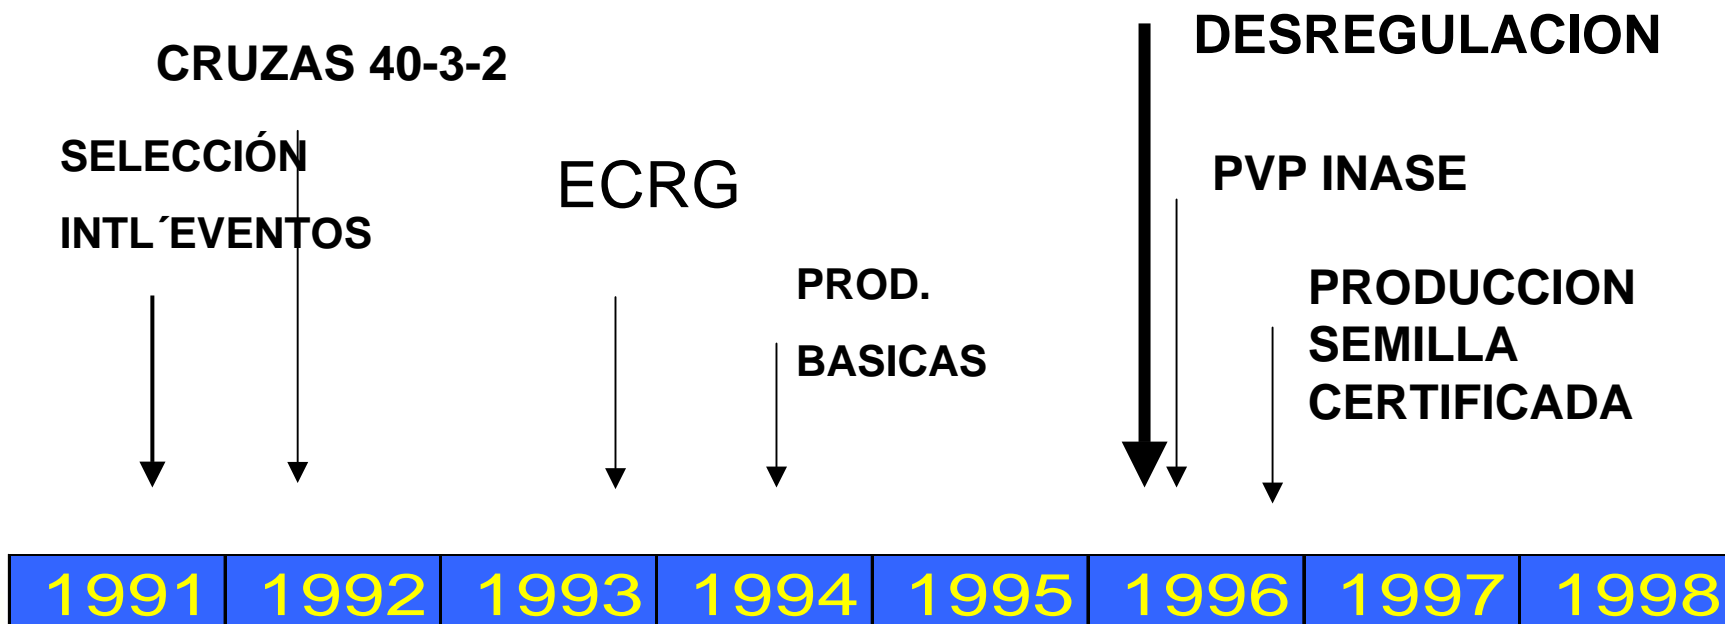 CRUZAS 40-3-2
SELECCIÓN
INTL´EVENTOS
ECRG
PROD.
BASICAS
DESREGULACION
PVP INASE
PRODUCCION
SEMILLA
CERTIFICADA
1991 1992 1993 1994 1995 1996 1997 1998